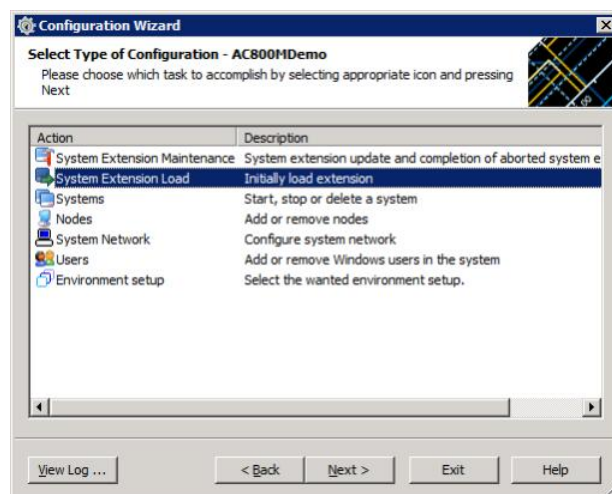 Configuration Wizard
Select Type of Configuration - AC800MDemo
Please choose which task to accomplish by selecting appropriate icon and pressing
Next
Action Description
System Extension Maintenance System extension update and completion of aborted system e
System Extension Load Initially load extension
Systems Start, stop or delete a system
Nodes Add or remove nodes
System Network Configure system network
Users Add or remove Windows users in the system
Environment setup Select the wanted environment setup.
View Log ... < Back Next > Exit Help